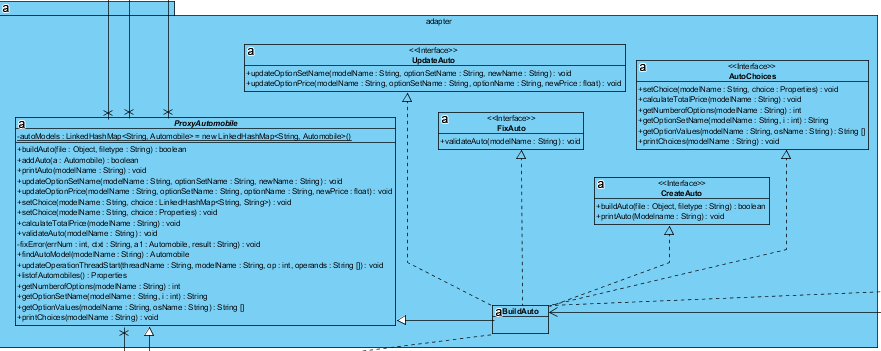 a
adapter
a
<<Interface>>
UpdateAuto
+updateOptionSetName(modelName : String, optionSetName : String, newName : String) : void
+updateOptionPrice(modelName : String, optionSetName : String, optionName : String, newPrice : float) : void
a
<<Interface>>
AutoChoices
+setChoice(modelName : String, choice : Properties) : void
+calculateTotalPrice(modelName : String) : void
+getNumberofOptions(modelName : String) : int
+getOptionSetName(modelName : String, i : int) : String
+getOptionValues(modelName : String, osName : String) : String []
+printChoices(modelName : String) : void
a
<<Interface>>
FixAuto
+validateAuto(modelName : String) : void
a
ProxyAutomobile
-autoModels : LinkedHashMap<String, Automobile> = new LinkedHashMap<String, Automobile>()
+buildAuto(file : Object, filetype : String) : boolean
+addAuto(a : Automobile) : boolean
+printAuto(modelName : String) : void
+updateOptionSetName(modelName : String, optionSetName : String, newName : String) : void
+updateOptionPrice(modelName : String, optionSetName : String, optionName : String, newPrice : float) : void
+setChoice(modelName : String, choice : LinkedHashMap<String, String>) : void
+setChoice(modelName : String, choice : Properties) : void
+calculateTotalPrice(modelName : String) : void
+validateAuto(modelName : String) : void
-fixError(errNum : int, ctxt : String, a1 : Automobile, result : String) : void
+findAutoModel(modelName : String) : Automobile
+updateOperationThreadStart(threadName : String, modelName : String, op : int, operands : String []) : void
+listofAutomobiles() : Properties
+getNumberofOptions(modelName : String) : int
+getOptionSetName(modelName : String, i : int) : String
+getOptionValues(modelName : String, osName : String) : String []
+printChoices(modelName : String) : void
a
<<Interface>>
CreateAuto
+buildAuto(file : Object, filetype : String) : boolean
+printAuto(Modelname : String) : void
a
BuildAuto